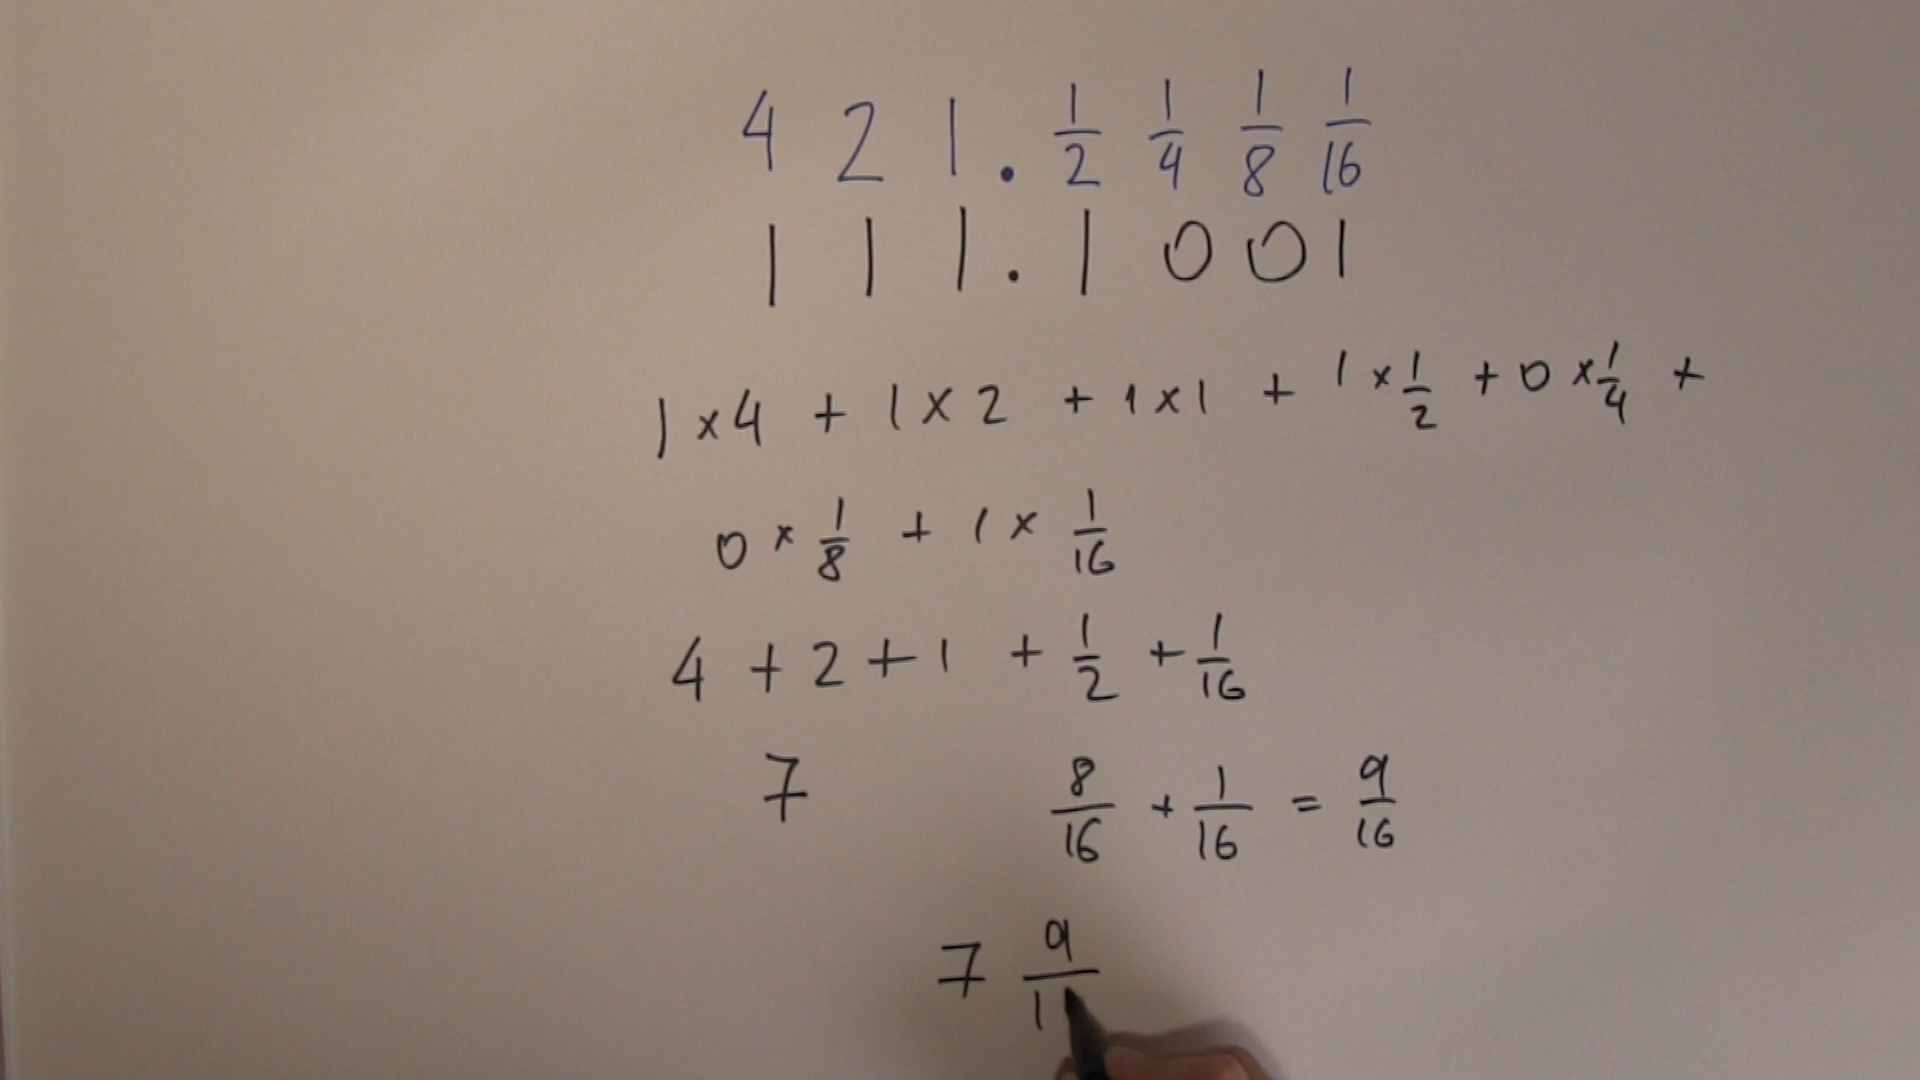 4 2 1 . 1/2 1/4 1/8 1/16
1 1 1 . 1 0 0 1
1 × 4 + 1 × 2 + 1 × 1 + 1 × 1/2 + 0 × 1/4 +
0 × 1/8 + 1 × 1/16
4 + 2 + 1 + 1/2 + 1/16
7 8/16 + 1/16 = 9/16
7 9/1